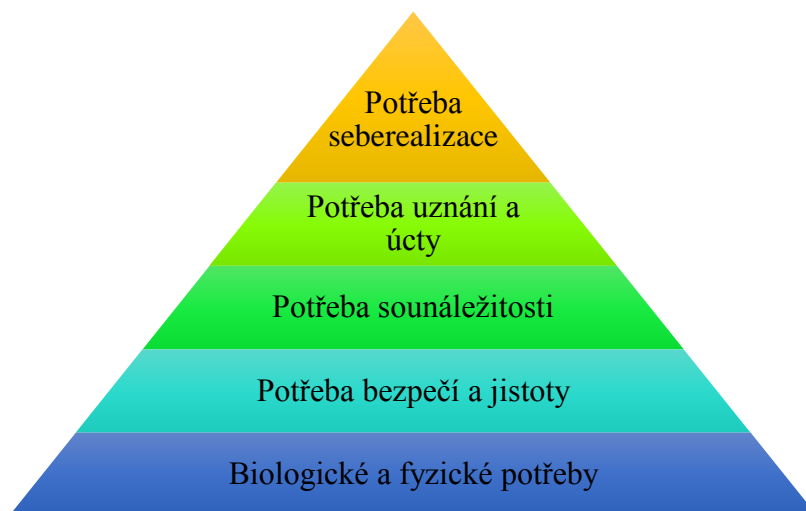 Potřeba
seberealizace
Potřeba uznání a
úcty
Potřeba sounáležitosti
Potřeba bezpečí a jistoty
Biologické a fyzické potřeby